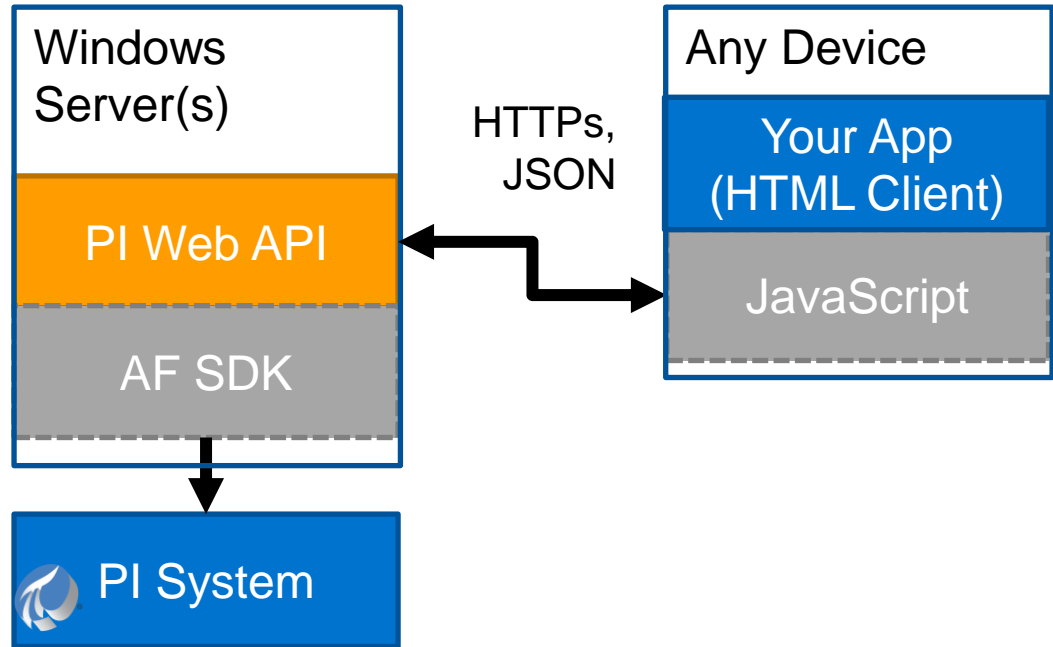 Windows
Server(s)
PI Web API
AF SDK
PI System
HTTPs,
JSON
Any Device
Your App
(HTML Client)
JavaScript